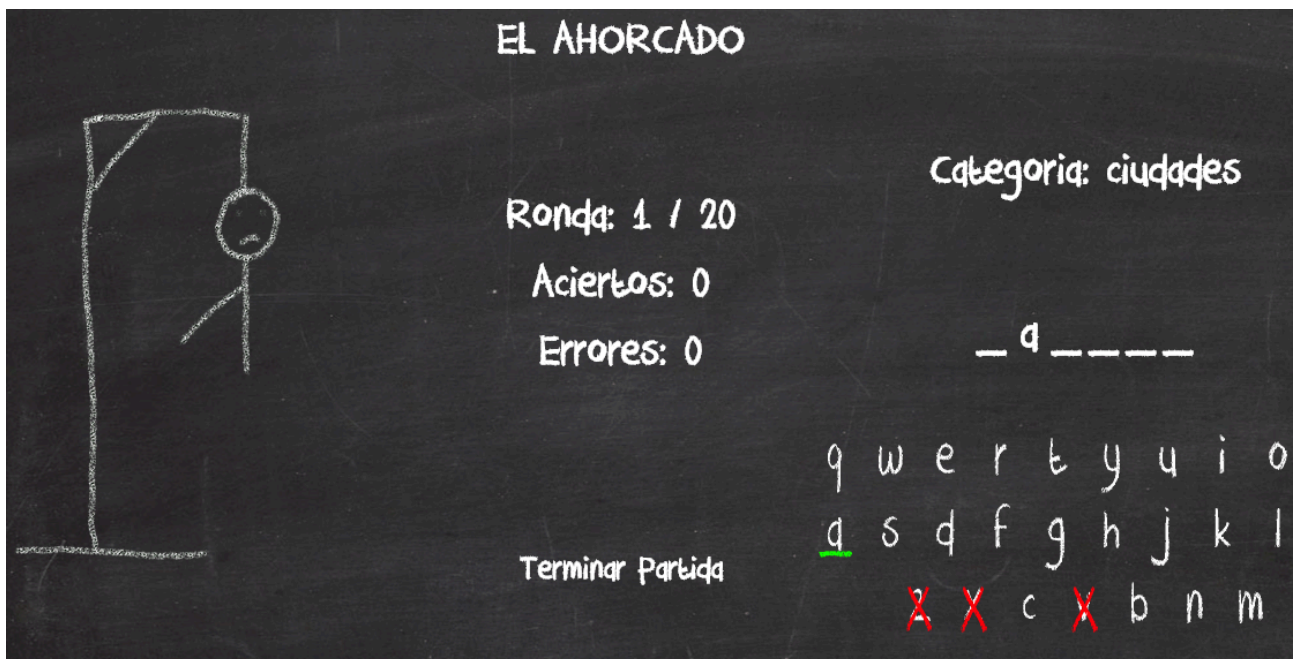 EL AHORCADO
Categoria: ciudades
Ronda: 1 / 20
Aciertos: 0
Errores: 0
_ a _ _ _ _
q w e r t y u i o
a s d f g h j k l
z x c v b n m
Terminar Partida